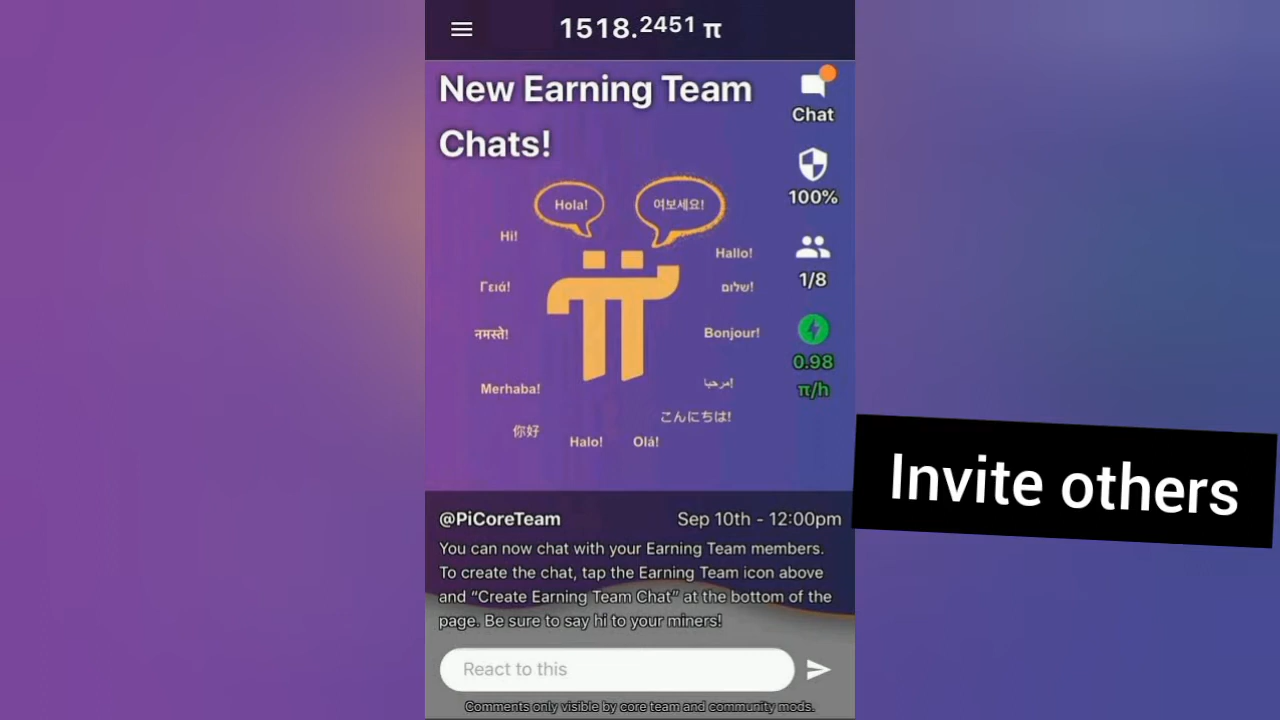 1518.2451 π
New Earning Team
Chats!
Chat
100%
1/8
0.98
π/h
Hola!
여보세요!
Hi!
Hallo!
Γειά!
שלום!
नमस्ते!
Bonjour!
Merhaba!
مرحبا!
こんにちは!
你好
Halo!
Olá!
Invite others
@PiCoreTeam
Sep 10th - 12:00pm
You can now chat with your Earning Team members.
To create the chat, tap the Earning Team icon above
and “Create Earning Team Chat” at the bottom of the
page. Be sure to say hi to your miners!
React to this
Comments only visible by core team and community mods.